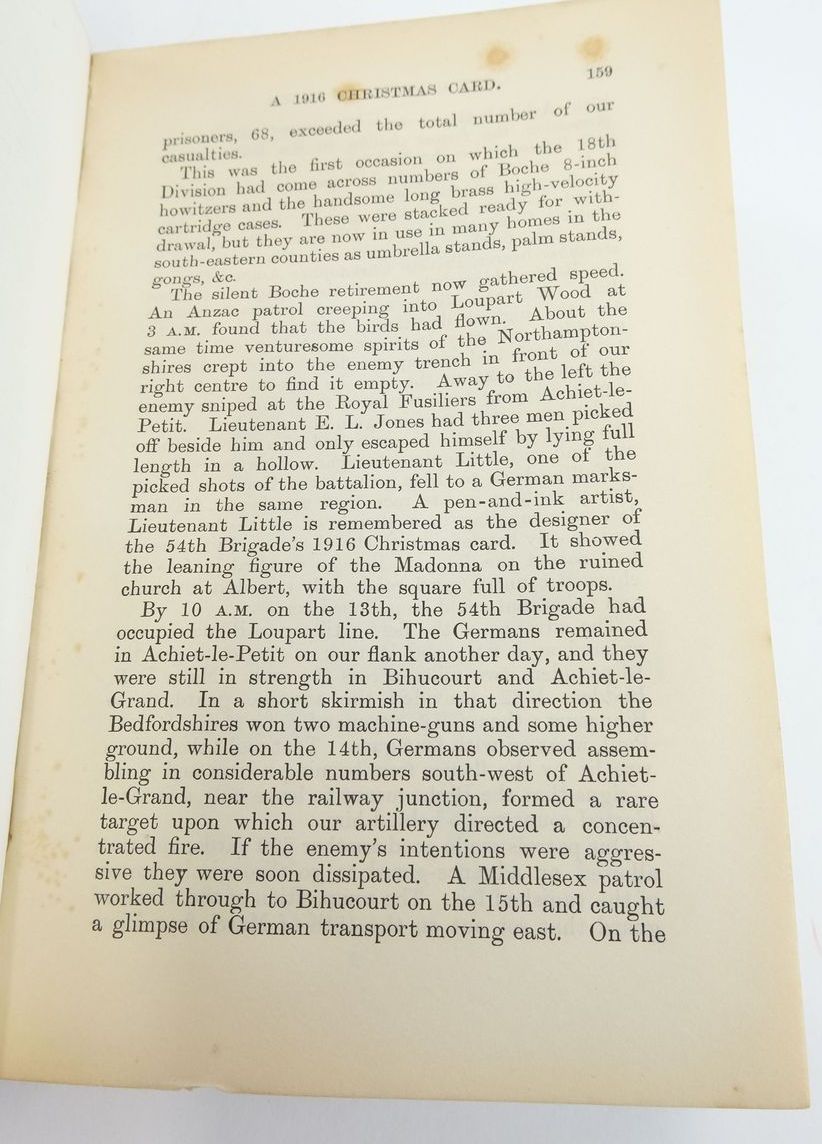 A 1916 CHRISTMAS CARD. 159
prisoners, 68, exceeded the total number of our
casualties.
This was the first occasion on which the 18th
Division had come across numbers of Boche 8-inch
howitzers and the handsome long brass high-velocity
cartridge cases. These were stacked ready for with-
drawal, but they are now in use in many homes in the
south-eastern counties as umbrella stands, palm stands,
gongs, &c.
The silent Boche retirement now gathered speed.
An Anzac patrol creeping into Loupart Wood at
3 A.M. found that the birds had flown. About the
same time venturesome spirits of the Northampton-
shires crept into the enemy trench in front of our
right centre to find it empty. Away to the left the
enemy sniped at the Royal Fusiliers from Achiet-le-
Petit. Lieutenant E. L. Jones had three men picked
off beside him and only escaped himself by lying full
length in a hollow. Lieutenant Little, one of the
picked shots of the battalion, fell to a German marks-
man in the same region. A pen-and-ink artist,
Lieutenant Little is remembered as the designer of
the 54th Brigade's 1916 Christmas card. It showed
the leaning figure of the Madonna on the ruined
church at Albert, with the square full of troops.
By 10 A.M. on the 13th, the 54th Brigade had
occupied the Loupart line. The Germans remained
in Achiet-le-Petit on our flank another day, and they
were still in strength in Bihucourt and Achiet-le-
Grand. In a short skirmish in that direction the
Bedfordshires won two machine-guns and some higher
ground, while on the 14th, Germans observed assem-
bling in considerable numbers south-west of Achiet-
le-Grand, near the railway junction, formed a rare
target upon which our artillery directed a concen-
trated fire. If the enemy's intentions were aggres-
sive they were soon dissipated. A Middlesex patrol
worked through to Bihucourt on the 15th and caught
a glimpse of German transport moving east. On the